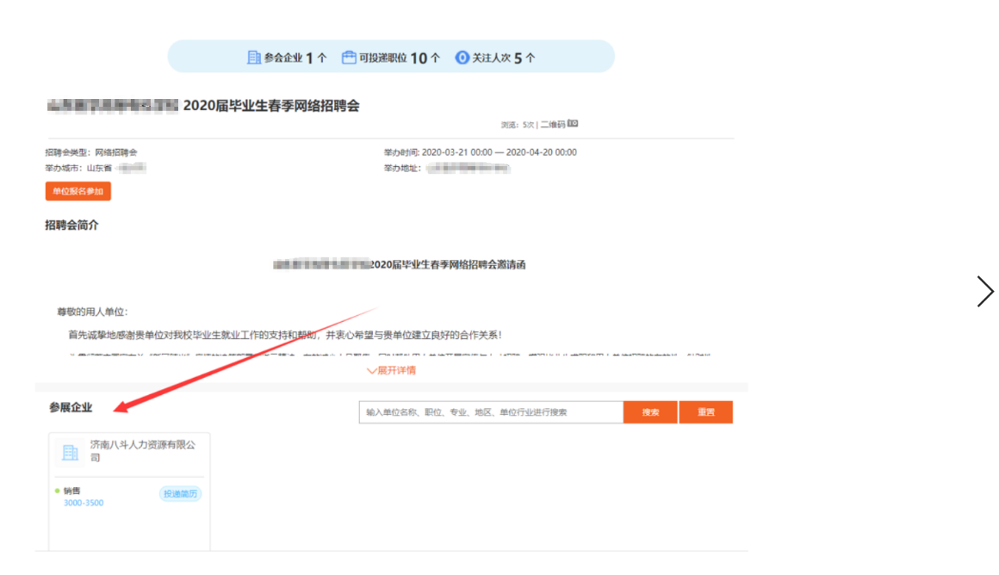 参会企业 1 个 可投递职位 10 个 关注人次 5 个
2020届毕业生春季网络招聘会
浏览：5次 | 二维码
招聘会类型：网络招聘会 举办时间: 2020-03-21 00:00 — 2020-04-20 00:00
举办城市：山东省 举办地址：
单位报名参加
招聘会简介
2020届毕业生春季网络招聘会邀请函
尊敬的用人单位：
首先诚挚地感谢贵单位对我校毕业生就业工作的支持和帮助，并衷心希望与贵单位建立良好的合作关系！
展开详情
参展企业
输入单位名称、职位、专业、地区、单位行业进行搜索 搜索 重置
济南八斗人力资源有限公
司
销售 投递简历
3000-3500